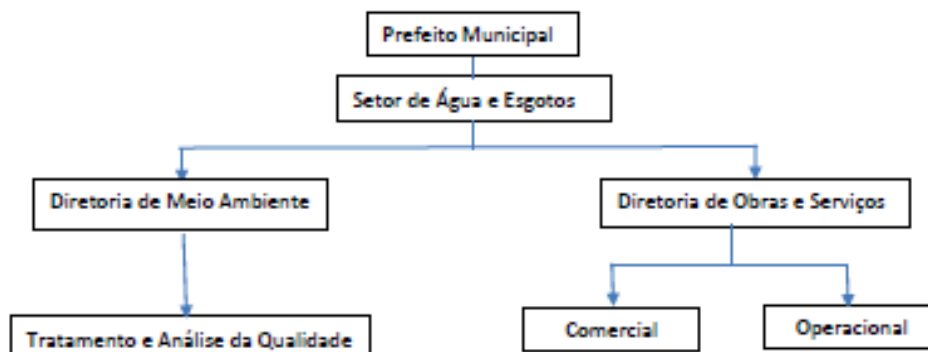 Prefeito Municipal
Setor de Água e Esgotos
Diretoria de Meio Ambiente
Diretoria de Obras e Serviços
Tratamento e Análise da Qualidade
Comercial
Operacional